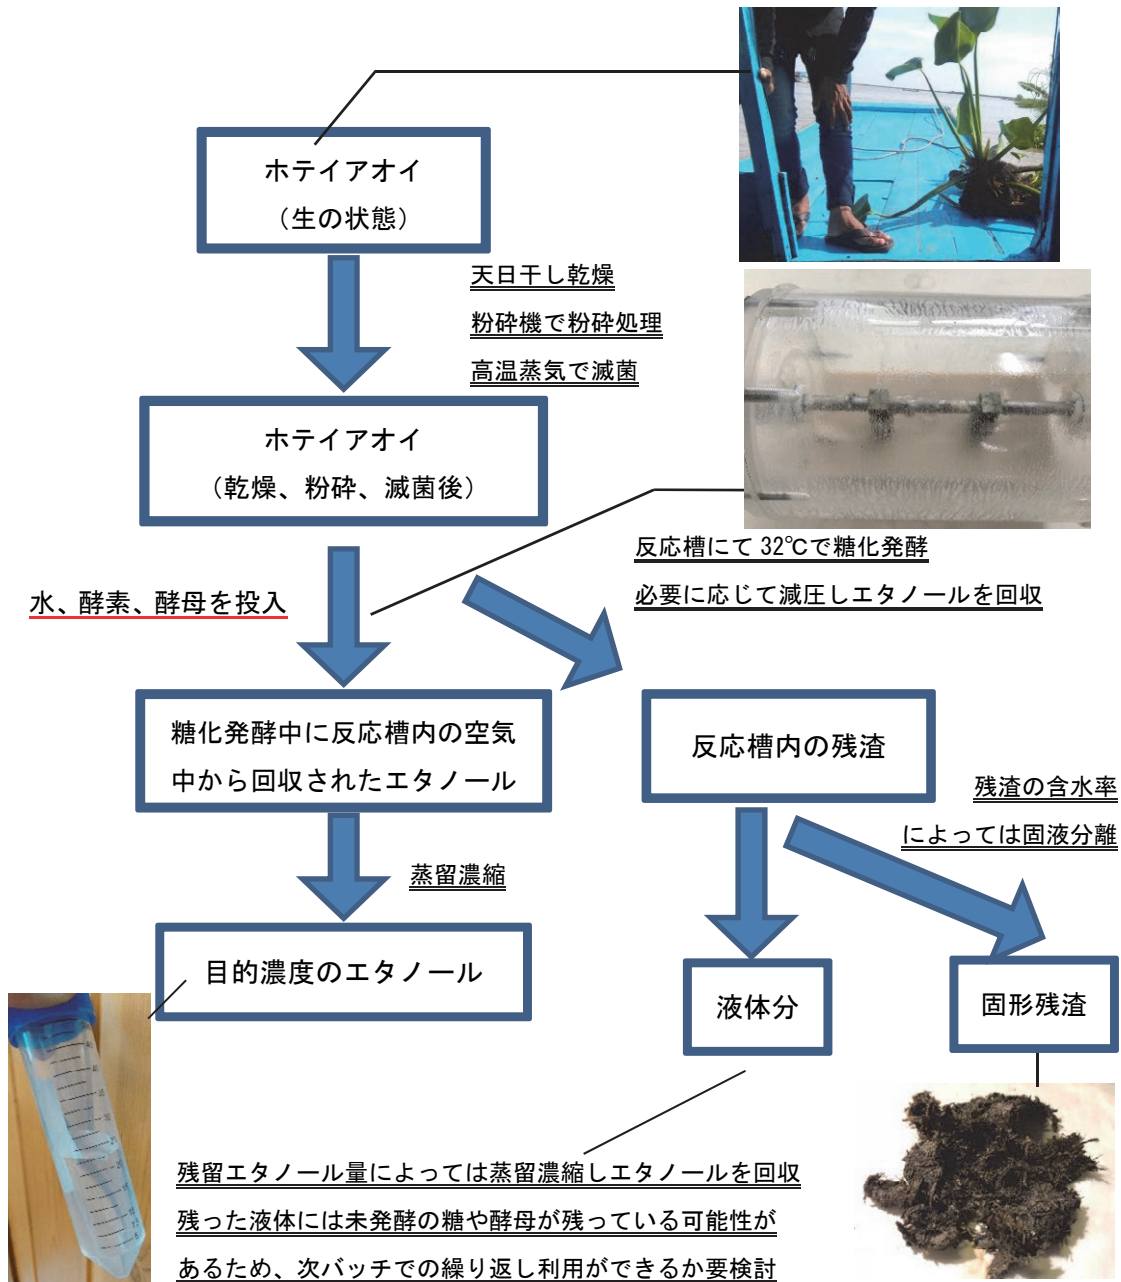 ホテイアオイ
（生の状態）
天日干し乾燥
粉砕機で粉砕処理
高温蒸気で滅菌
ホテイアオイ
（乾燥、粉砕、滅菌後）
反応槽にて 32℃で糖化発酵
必要に応じて減圧しエタノールを回収
水、酵素、酵母を投入
糖化発酵中に反応槽内の空気
中から回収されたエタノール
反応槽内の残渣
残渣の含水率
によっては固液分離
蒸留濃縮
目的濃度のエタノール
液体分
固形残渣
残留エタノール量によっては蒸留濃縮しエタノールを回収
残った液体には未発酵の糖や酵母が残っている可能性が
あるため、次バッチでの繰り返し利用ができるか要検討